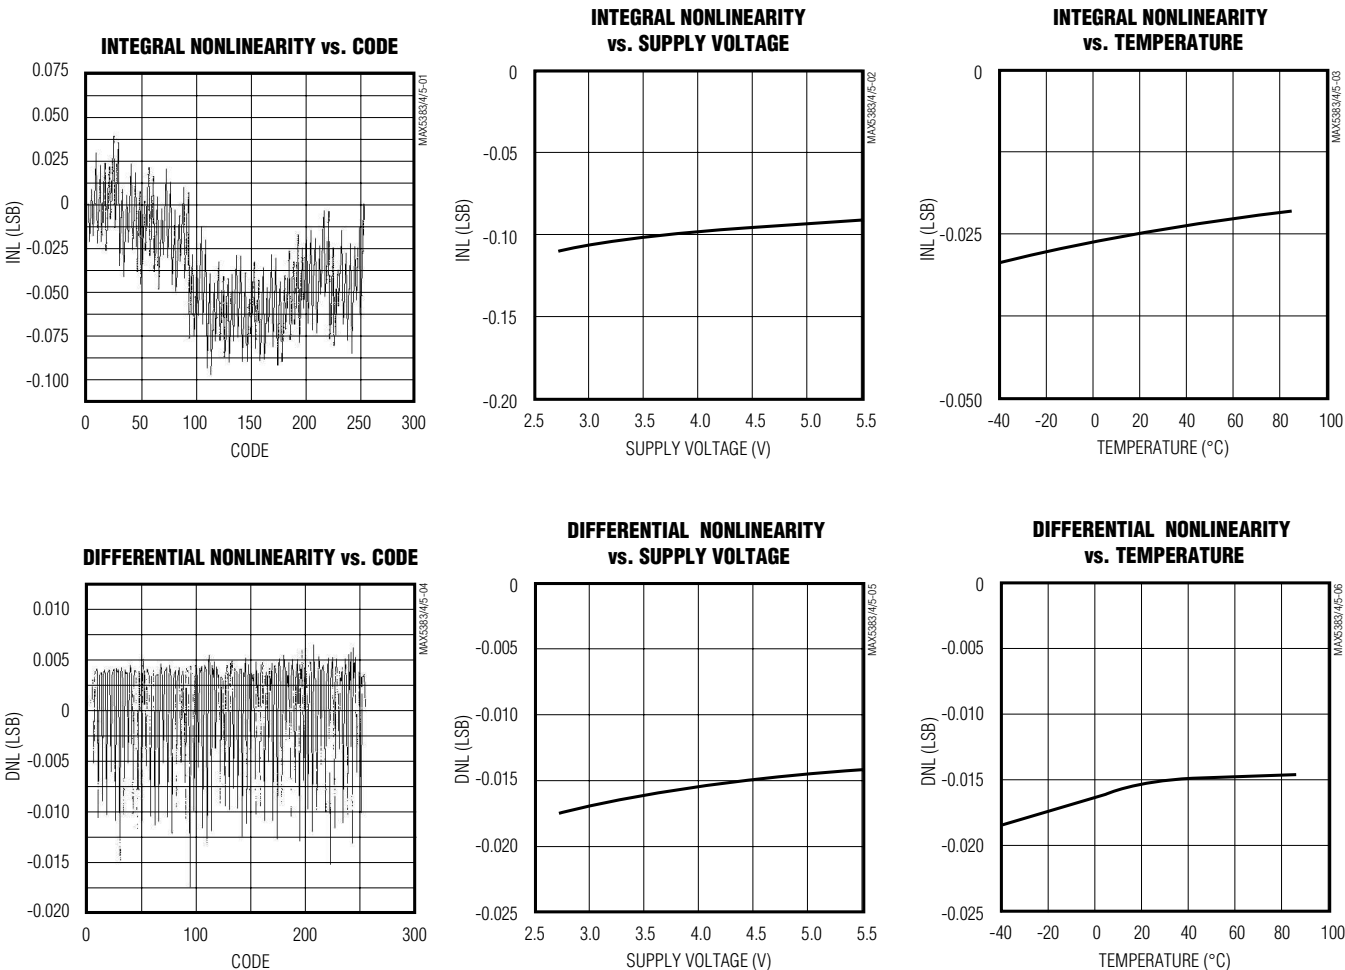 INTEGRAL NONLINEARITY vs. CODE
0.075
0.050
0.025
0
-0.025
-0.050
-0.075
-0.100
INL (LSB)
0 50 100 150 200 250 300
CODE
MAX5383/4/5-01
INTEGRAL NONLINEARITY
vs. SUPPLY VOLTAGE
0
-0.05
-0.10
-0.15
-0.20
INL (LSB)
2.5 3.0 3.5 4.0 4.5 5.0 5.5
SUPPLY VOLTAGE (V)
MAX5383/4/5-02
INTEGRAL NONLINEARITY
vs. TEMPERATURE
0
-0.025
-0.050
INL (LSB)
-40 -20 0 20 40 60 80 100
TEMPERATURE (°C)
MAX5383/4/5-03
DIFFERENTIAL NONLINEARITY vs. CODE
0.010
0.005
0
-0.005
-0.010
-0.015
-0.020
DNL (LSB)
0 100 200 300
CODE
MAX5383/4/5-04
DIFFERENTIAL NONLINEARITY
vs. SUPPLY VOLTAGE
0
-0.005
-0.010
-0.015
-0.020
-0.025
DNL (LSB)
2.5 3.0 3.5 4.0 4.5 5.0 5.5
SUPPLY VOLTAGE (V)
MAX5383/4/5-05
DIFFERENTIAL NONLINEARITY
vs. TEMPERATURE
0
-0.005
-0.010
-0.015
-0.020
-0.025
DNL (LSB)
-40 -20 0 20 40 60 80 100
TEMPERATURE (°C)
MAX5383/4/5-06